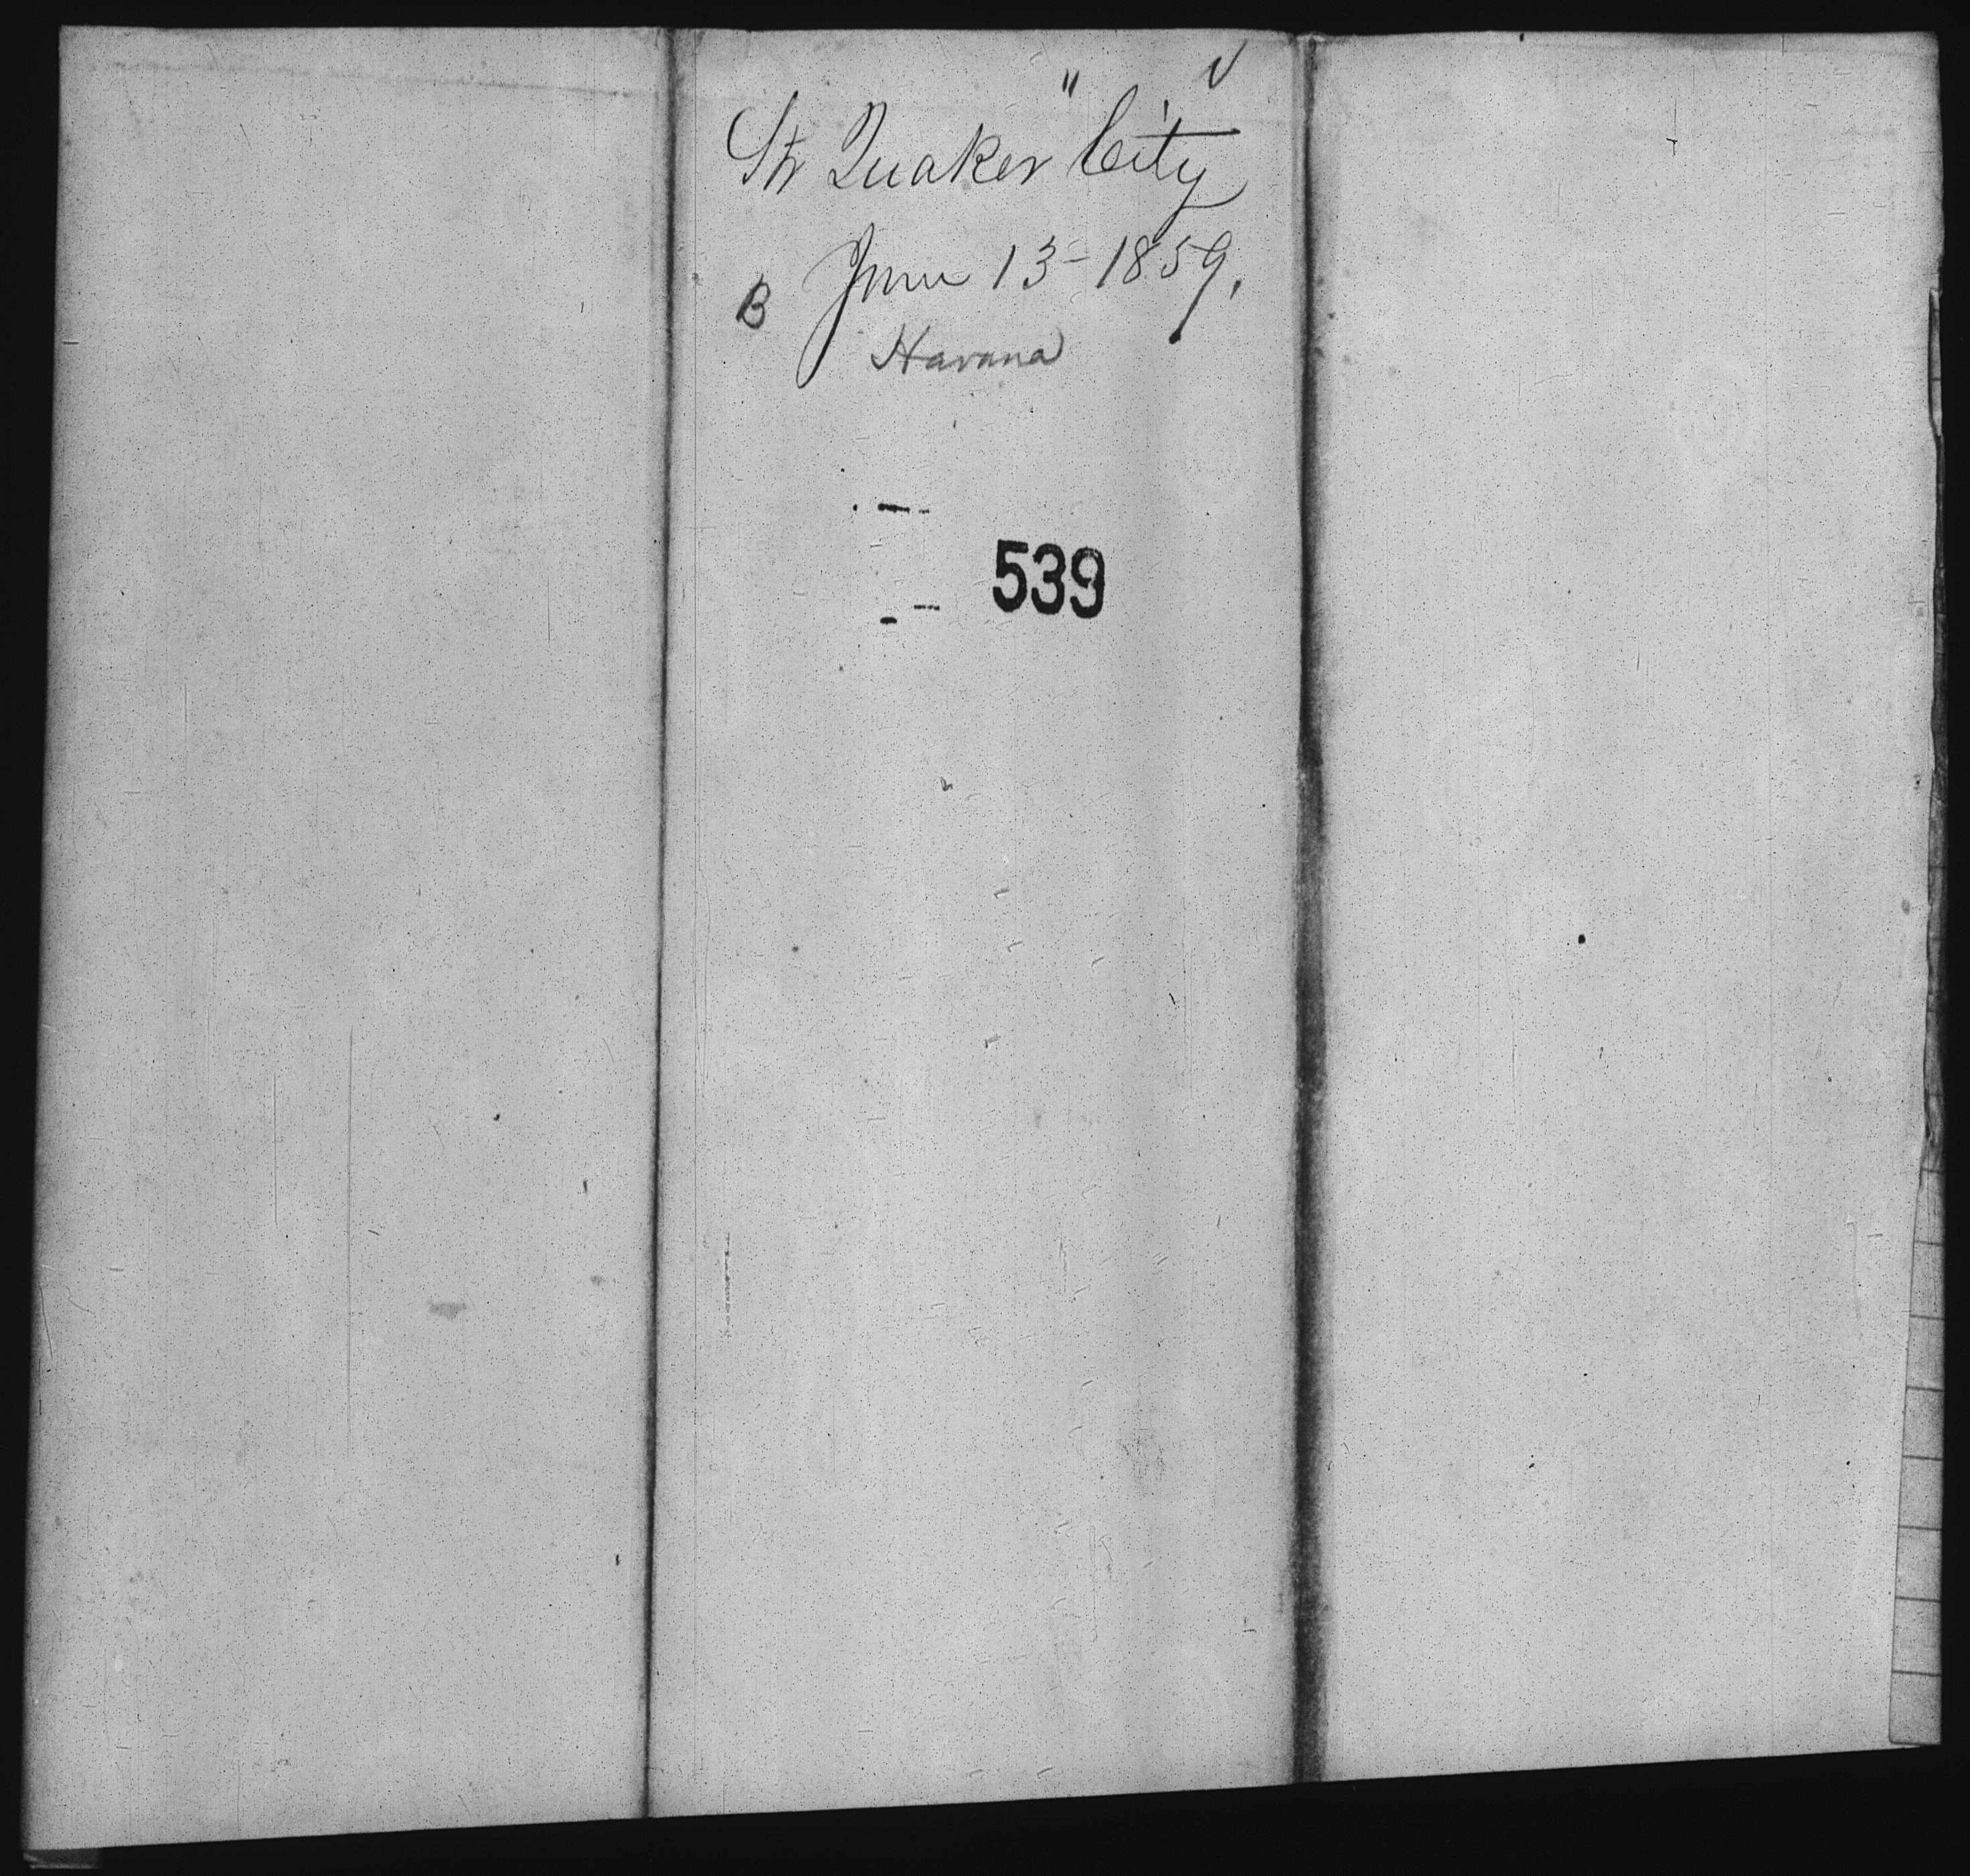 Str Quaker "City
B June 13 - 1859.
Havana
539